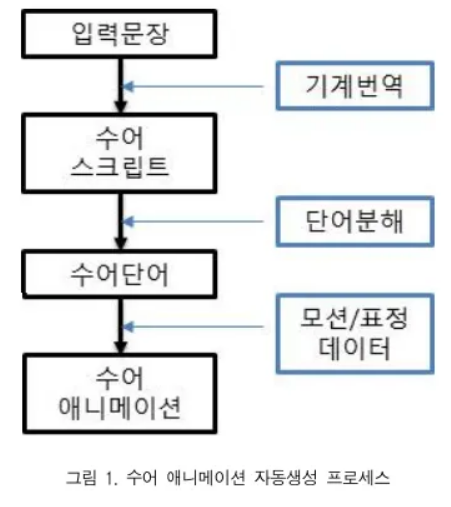 입력문장
기계번역
수어
스크립트
단어분해
수어단어
모션/표정
데이터
수어
애니메이션
그림 1. 수어 애니메이션 자동생성 프로세스